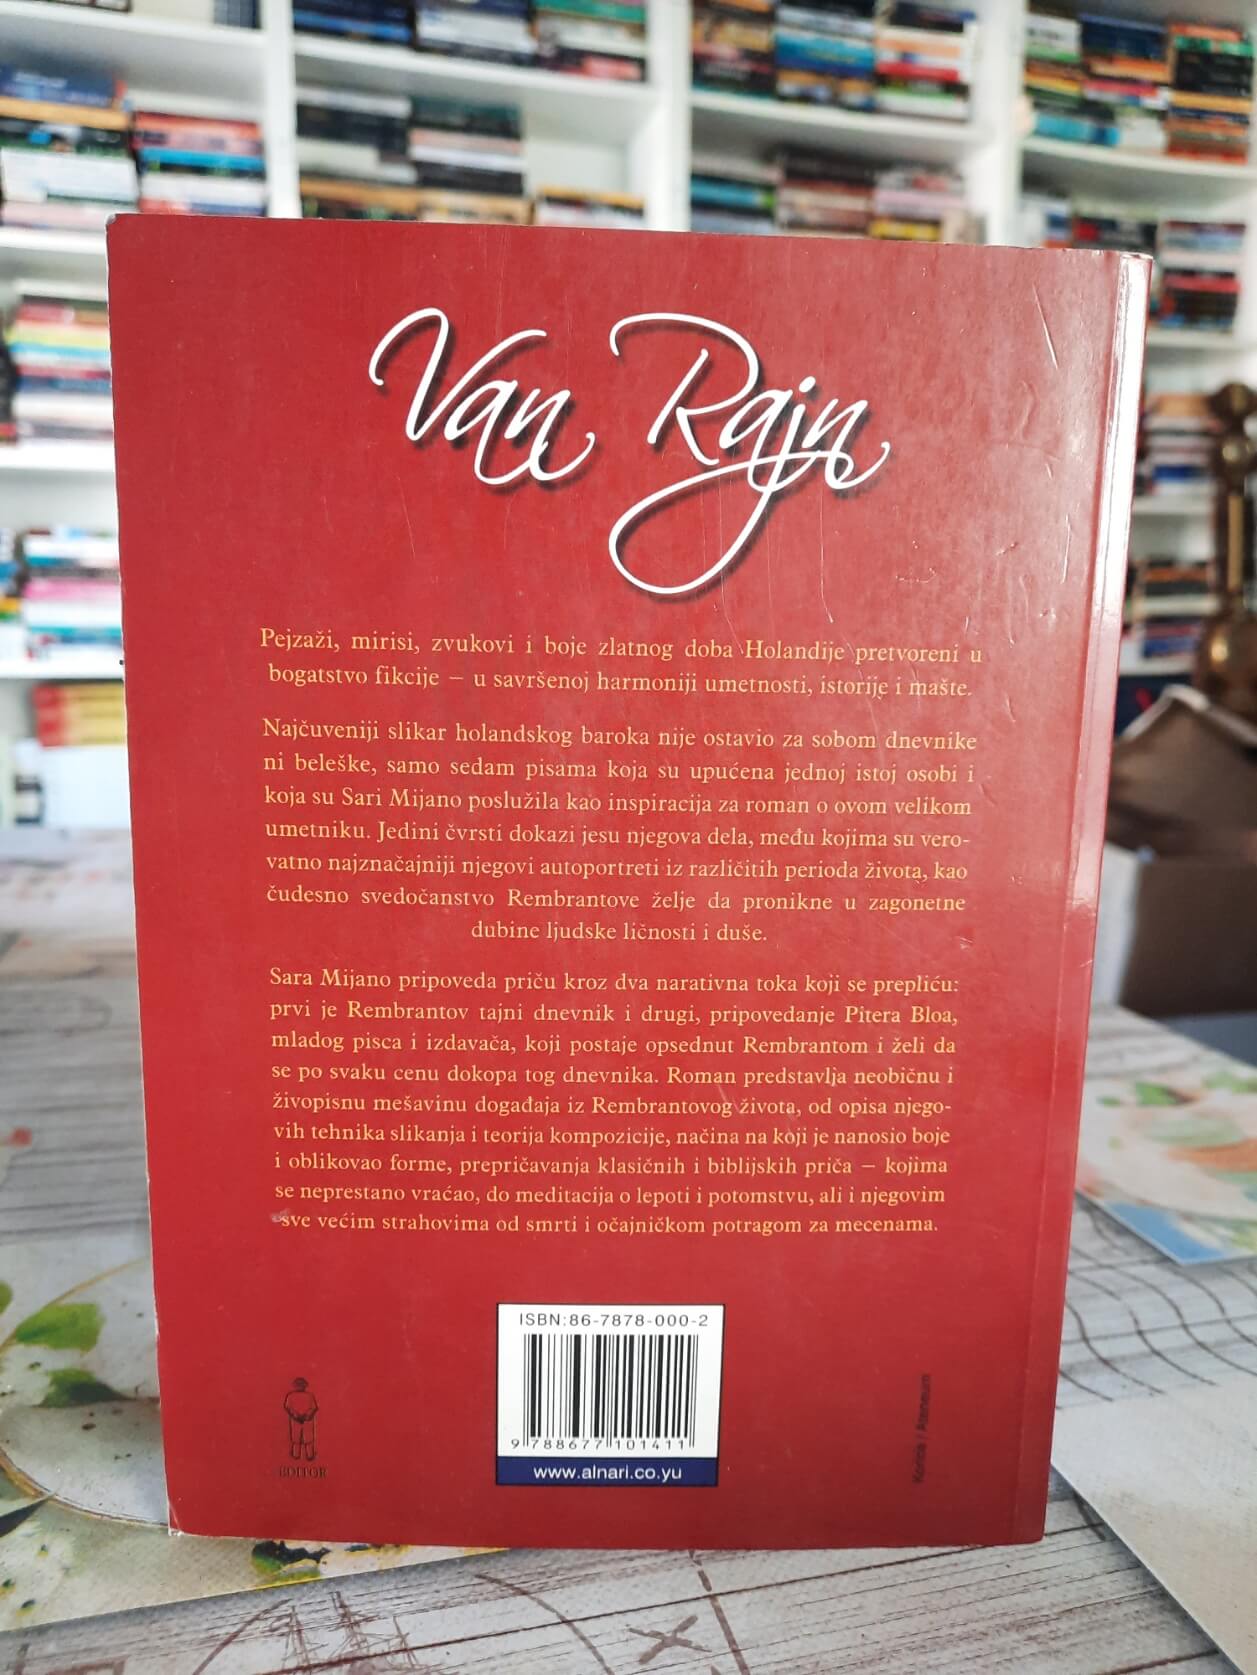 Van Rajn
Pejzaži, mirisi, zvukovi i boje zlatnog doba Holandije pretvoreni u
bogatstvo fikcije – u savršenoj harmoniji umetnosti, istorije i mašte.
Najčuveniji slikar holandskog baroka nije ostavio za sobom dnevnike
ni beleške, samo sedam pisama koja su upućena jednoj istoj osobi i
koja su Sari Mijano poslužila kao inspiracija za roman o ovom velikom
umetniku. Jedini čvrsti dokazi jesu njegova dela, među kojima su vero-
vatno najznačajniji njegovi autoportreti iz različitih perioda života, kao
čudesno svedočanstvo Rembrantove želje da pronikne u zagonetne
dubine ljudske ličnosti i duše.
Sara Mijano pripoveda priču kroz dva narativna toka koji se prepliću:
prvi je Rembrantov tajni dnevnik i drugi, pripovedanje Pitera Bloa,
mladog pisca i izdavača, koji postaje opsednut Rembrantom i želi da
se po svaku cenu dokopa tog dnevnika. Roman predstavlja neobičnu i
živopisnu mešavinu događaja iz Rembrantovog života, od opisa njego-
vih tehnika slikanja i teorija kompozicije, načina na koji je nanosio boje
i oblikovao forme, prepričavanja klasičnih i biblijskih priča – kojima
se neprestano vraćao, do meditacija o lepoti i potomstvu, ali i njegovim
sve većim strahovima od smrti i očajničkom potragom za mecenama.
ISBN:86-7878-000-2
9 788677 101411
www.alnari.co.yu
EDITOR
Korice / Ateneum